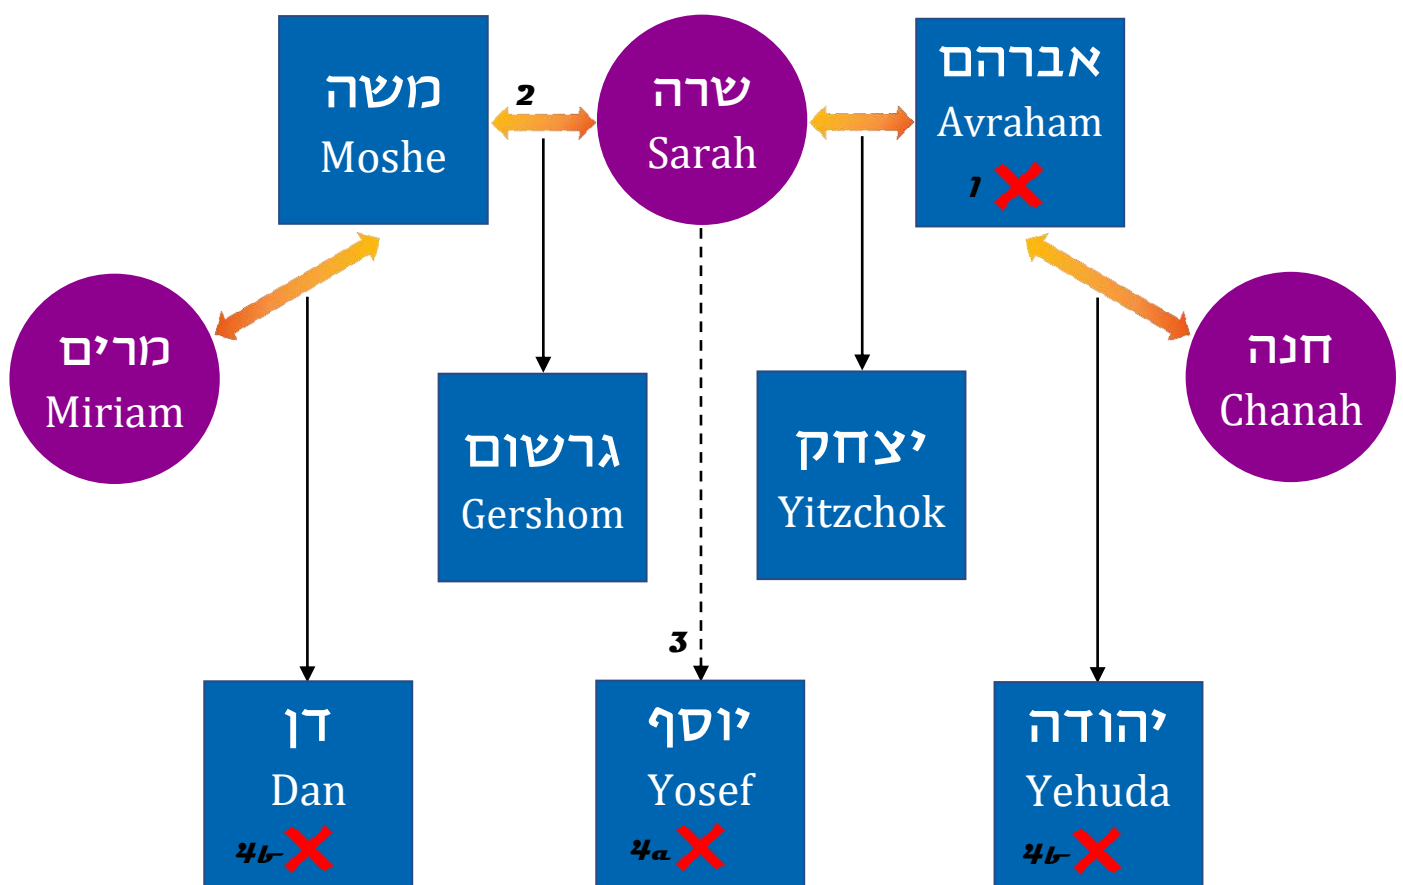 משה
Moshe
2
שרה
Sarah
אברהם
Avraham
1
מרים
Miriam
חנה
Chanah
גרשום
Gershom
יצחק
Yitzchok
3
דן
Dan
4b
יוסף
Yosef
4a
יהודה
Yehuda
4b